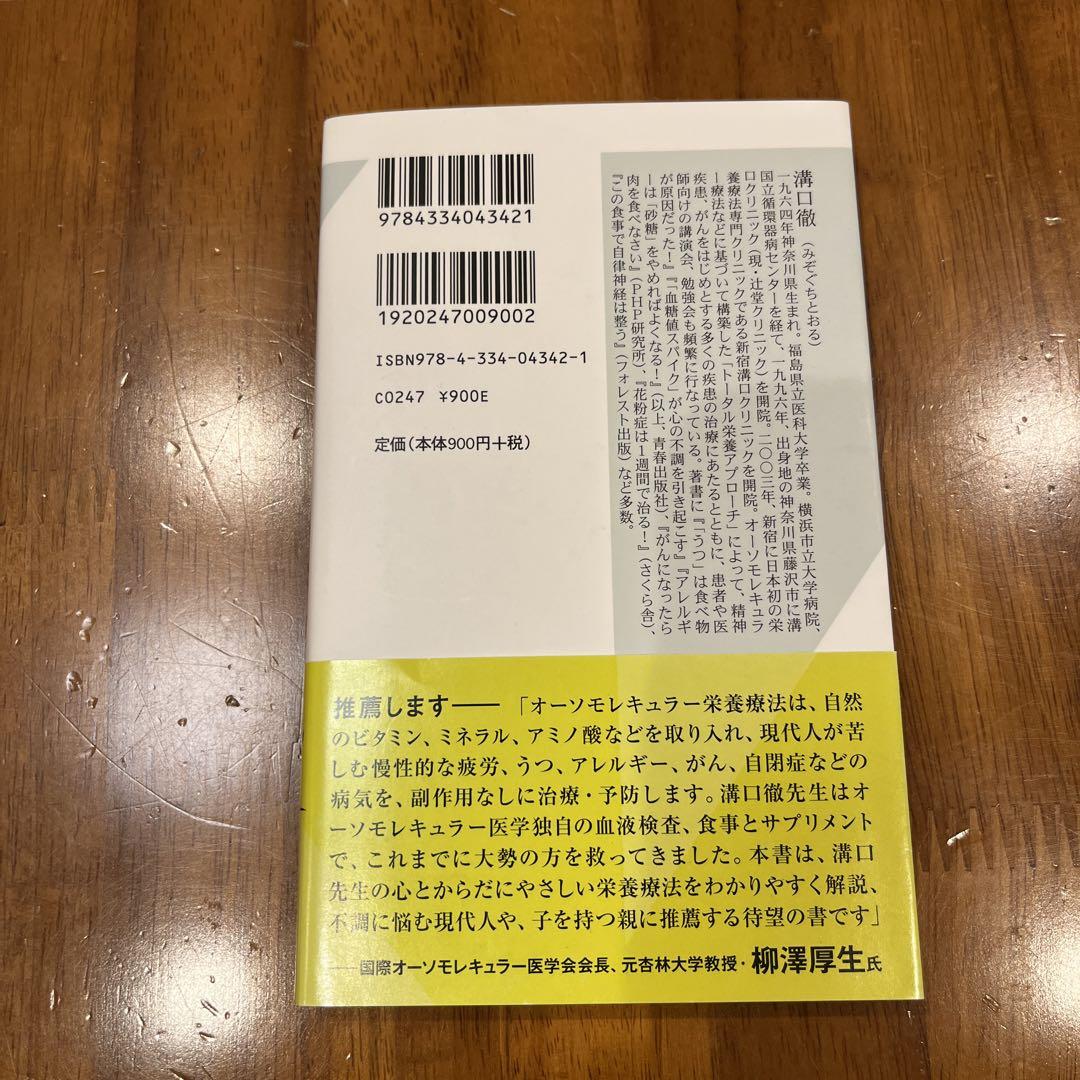 9784334043421
1920247009002
ISBN978-4-334-04342-1
C0247 ¥900E
定価(本体900円+税)
溝口徹(みぞぐちとおる)
一九六四年神奈川県生まれ。福島県立医科大学卒業。横浜市立大学病院、
国立循環器病センターを経て、一九九六年、出身地の神奈川県藤沢市に溝
口クリニック(現・辻堂クリニック)を開院。二〇〇三年、新宿に日本初の栄
養療法専門クリニックである新宿溝口クリニックを開院。オーソモレキュラ
ー療法などに基づいて構築した「トータル栄養アプローチ」によって、精神
疾患、がんをはじめとする多くの疾患の治療にあたるとともに、患者や医
師向けの講演会、勉強会も頻繁に行なっている。著書に『「うつ」は食べ物
が原因だった!』『「血糖値スパイク」が心の不調を引き起こす』『アレルギ
ーは「砂糖」をやめればよくなる!』(以上、青春出版社)、『がんになったら
肉を食べなさい』(PHP研究所)、『花粉症は1週間で治る!』(さくら舎)、
『この食事で自律神経は整う』(フォレスト出版)など多数。
推薦します――「オーソモレキュラー栄養療法は、自然
のビタミン、ミネラル、アミノ酸などを取り入れ、現代人が苦
しむ慢性的な疲労、うつ、アレルギー、がん、自閉症などの
病気を、副作用なしに治療・予防します。溝口徹先生はオ
ーソモレキュラー医学独自の血液検査、食事とサプリメント
で、これまでに大勢の方を救ってきました。本書は、溝口
先生の心とからだにやさしい栄養療法をわかりやすく解説、
不調に悩む現代人や、子を持つ親に推薦する待望の書です」
――国際オーソモレキュラー医学会会長、元杏林大学教授・柳澤厚生氏